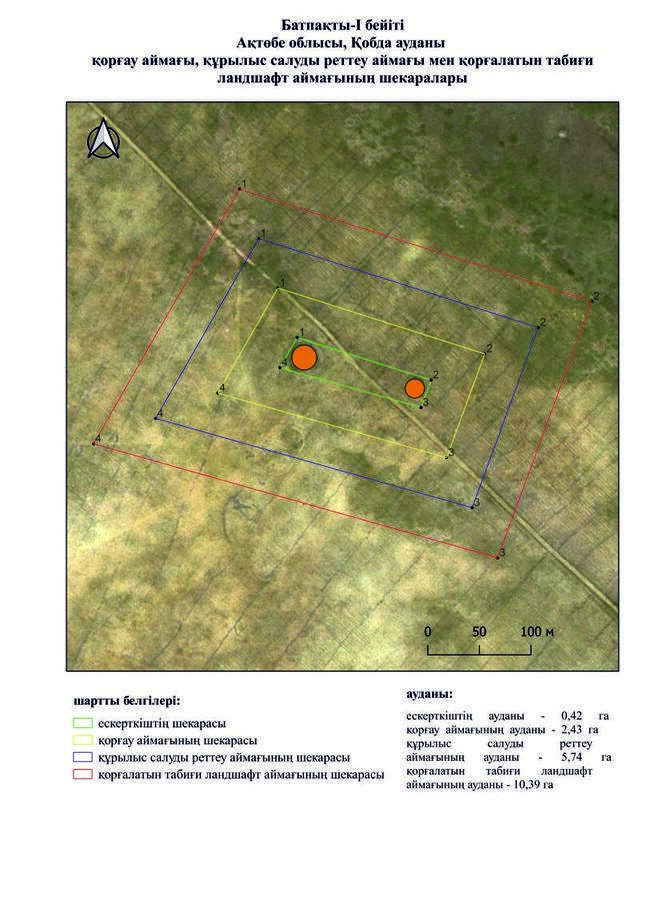 Батпақты-I бейіті
Ақтөбе облысы, Қобда ауданы
қорғау аймағы, құрылыс салуды реттеу аймағы мен қорғалатын табиғи
ландшафт аймағының шекаралары
1
2
1
2
1
2
1
2
4
3
4
3
4
3
4
3
0 50 100 м
шартты белгілері:
ескерткіштің шекарасы
қорғау аймағының шекарасы
құрылыс салуды реттеу аймағының шекарасы
қорғалатын табиғи ландшафт аймағының шекарасы
ауданы:
ескерткіштің ауданы - 0,42 га
қорғау аймағының ауданы - 2,43 га
құрылыс салуды реттеу
аймағының ауданы - 5,74 га
қорғалатын табиғи ландшафт
аймағының ауданы - 10,39 га